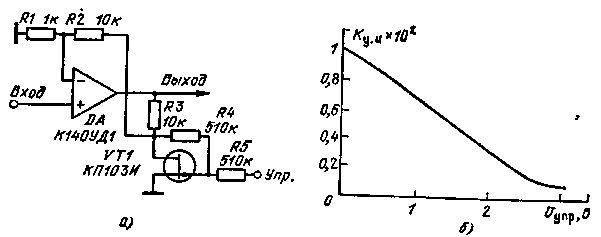 R1 1к R2 10к
Вход
Выход
DA
К140УД1
R3
10к
R4
510к
VT1
КП103И
R5
510к
Упр.
а)
Kу.и×10²
1
0,8
0,6
0,4
0,2
0
1
2
3
Uупр,В
б)